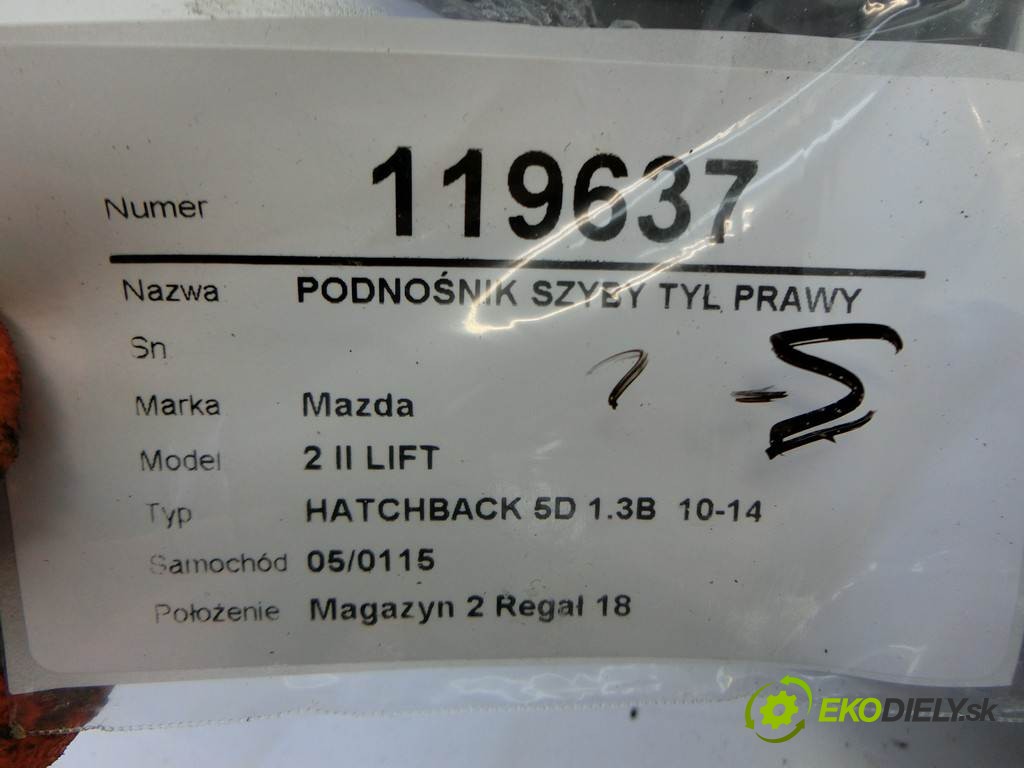 Numer 119637
Nazwa PODNOŚNIK SZYBY TYL PRAWY
Sn
Marka Mazda
Model 2 II LIFT
Typ HATCHBACK 5D 1.3B 10-14
Samochód 05/0115
Położenie Magazyn 2 Regał 18
EKODIELY.sk